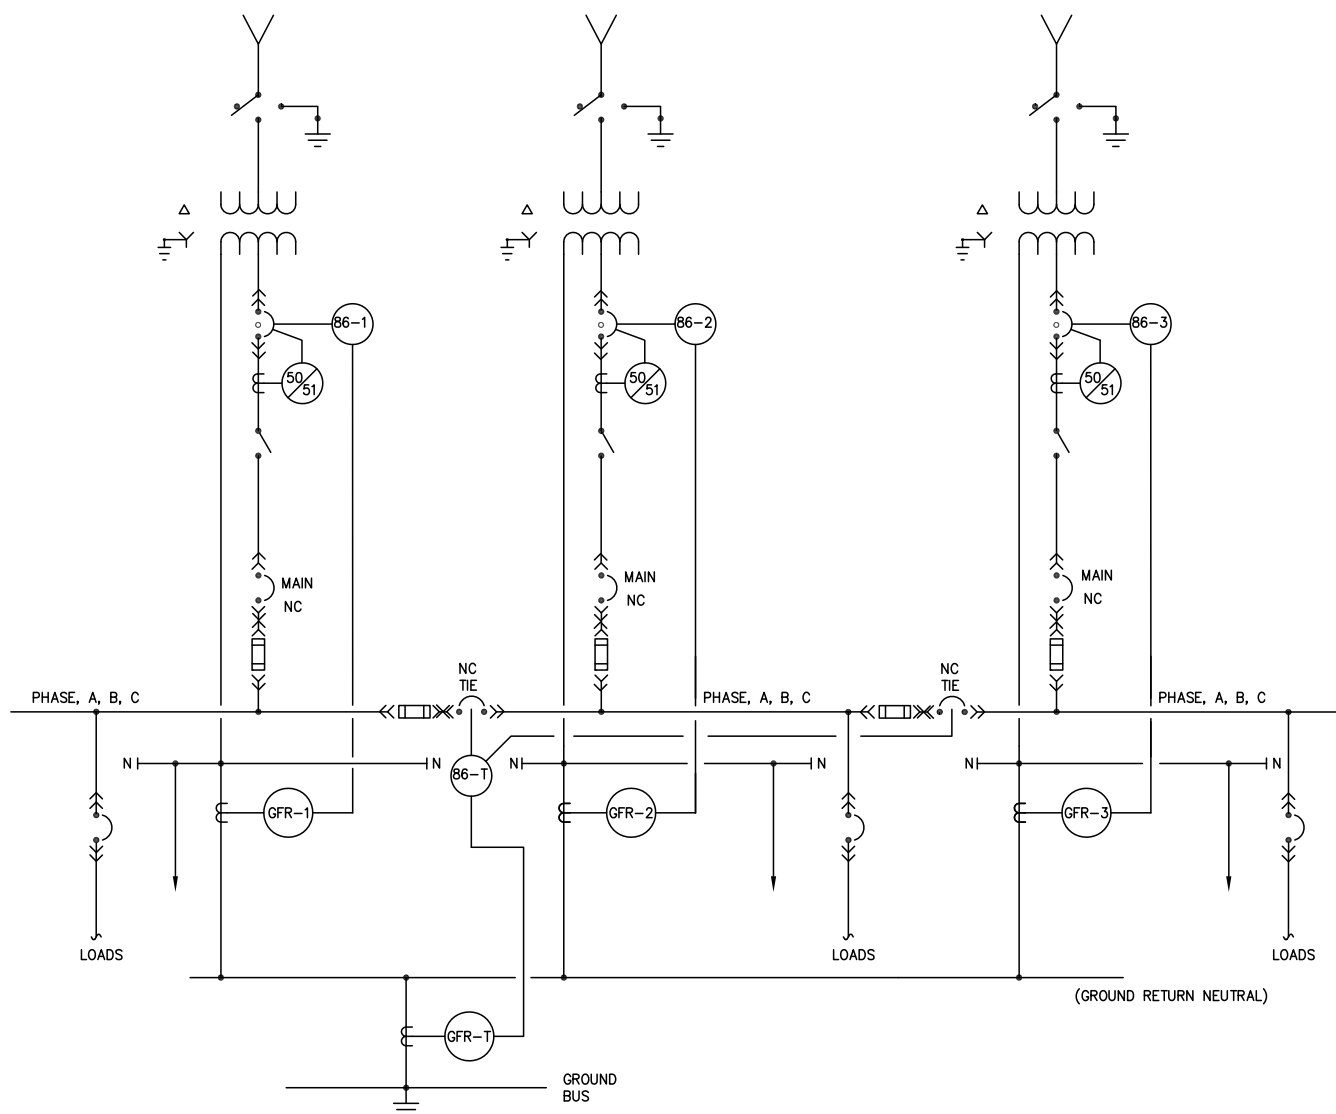 86-1
86-2
86-3
50
51
50
51
50
51
MAIN
NC
MAIN
NC
MAIN
NC
NC
TIE
NC
TIE
PHASE, A, B, C
PHASE, A, B, C
PHASE, A, B, C
N
N
86-T
N
N
N
N
GFR-1
GFR-2
GFR-3
LOADS
LOADS
LOADS
(GROUND RETURN NEUTRAL)
GFR-T
GROUND
BUS